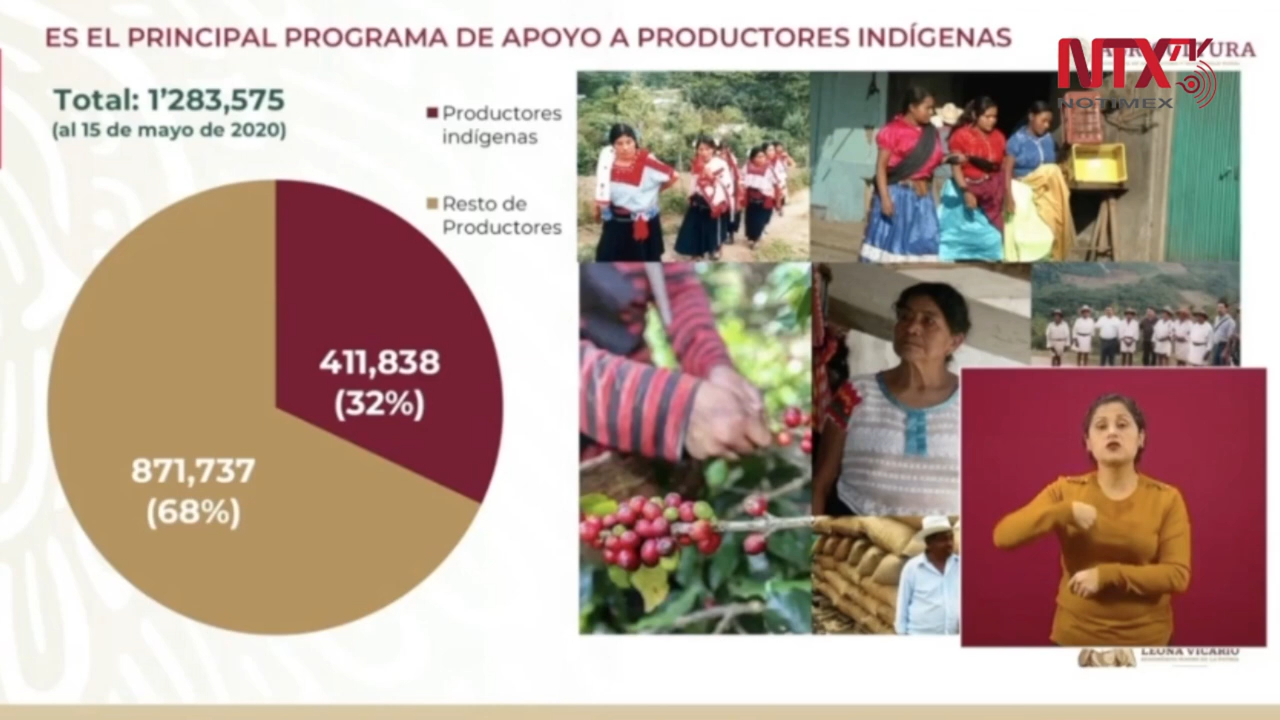 ES EL PRINCIPAL PROGRAMA DE APOYO A PRODUCTORES INDÍGENAS
NTX
NOTIMEX
Total: 1'283,575
(al 15 de mayo de 2020)
Productores
indígenas
Resto de
Productores
411,838
(32%)
871,737
(68%)
LEONA VICARIO